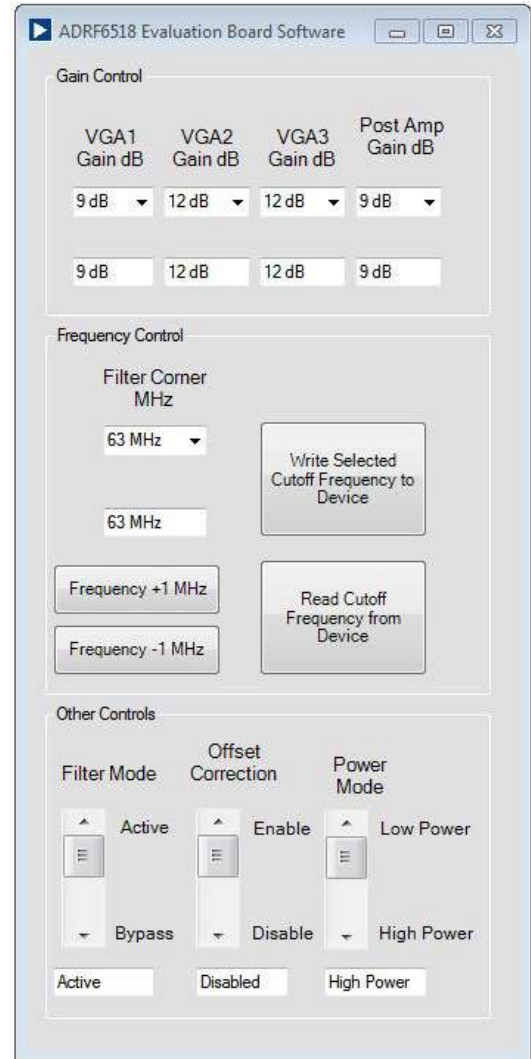 ADRF6518 Evaluation Board Software
Gain Control
VGA1
Gain dB
VGA2
Gain dB
VGA3
Gain dB
Post Amp
Gain dB
9 dB
12 dB
12 dB
9 dB
9 dB
12 dB
12 dB
9 dB
Frequency Control
Filter Corner
MHz
63 MHz
63 MHz
Write Selected
Cutoff Frequency to
Device
Frequency +1 MHz
Frequency -1 MHz
Read Cutoff
Frequency from
Device
Other Controls
Filter Mode
Offset
Correction
Power
Mode
Active
Enable
Low Power
Bypass
Disable
High Power
Active
Disabled
High Power